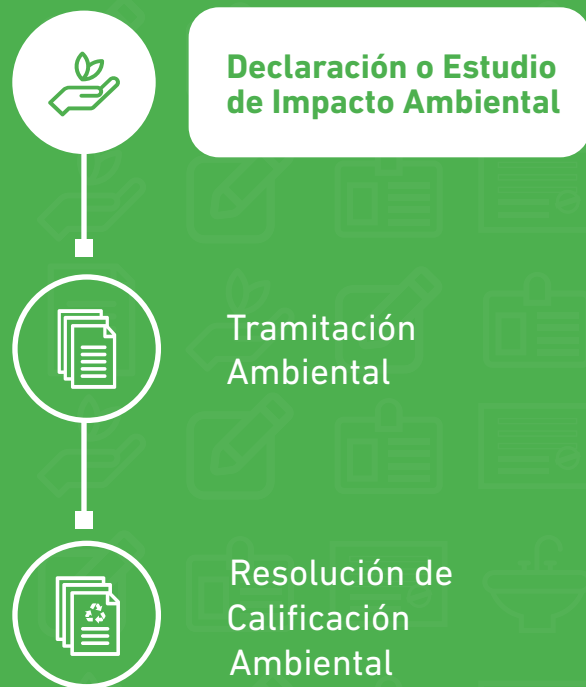 Declaración o Estudio
de Impacto Ambiental
Tramitación
Ambiental
Resolución de
Calificación
Ambiental